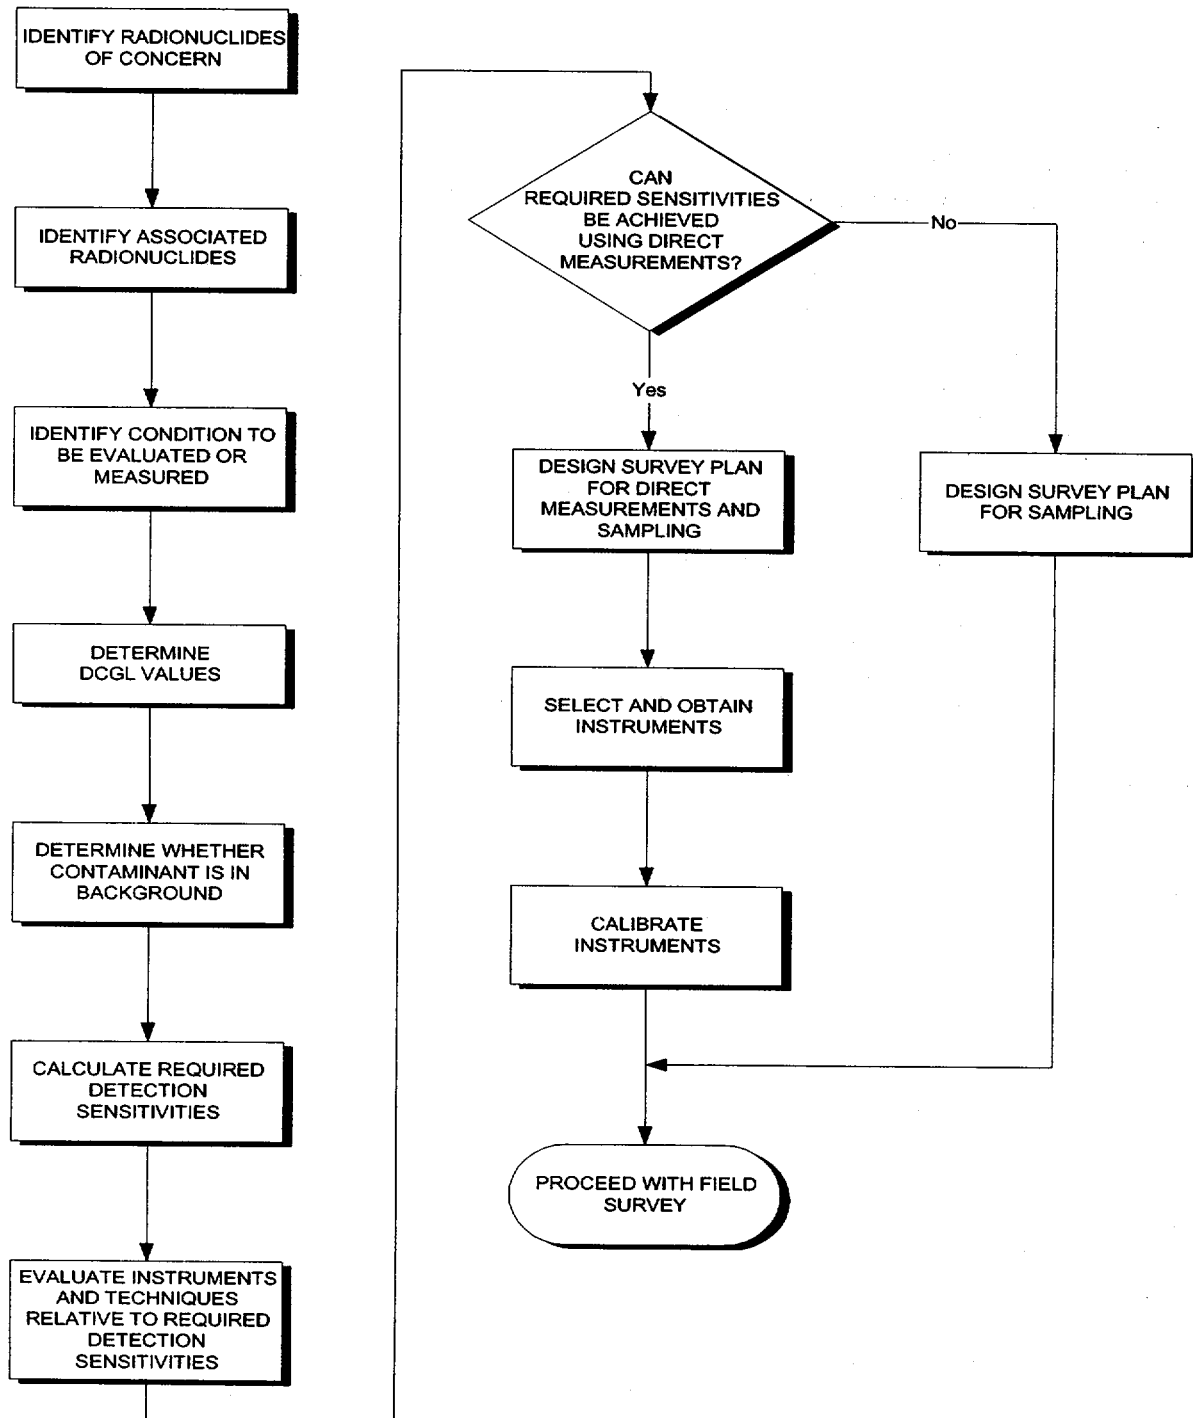 IDENTIFY RADIONUCLIDES
OF CONCERN
IDENTIFY ASSOCIATED
RADIONUCLIDES
IDENTIFY CONDITION TO
BE EVALUATED OR
MEASURED
DETERMINE
DCGL VALUES
DETERMINE WHETHER
CONTAMINANT IS IN
BACKGROUND
CALCULATE REQUIRED
DETECTION
SENSITIVITIES
EVALUATE INSTRUMENTS
AND TECHNIQUES
RELATIVE TO REQUIRED
DETECTION
SENSITIVITIES
CAN
REQUIRED SENSITIVITIES
BE ACHIEVED
USING DIRECT
MEASUREMENTS?
No
Yes
DESIGN SURVEY PLAN
FOR DIRECT
MEASUREMENTS AND
SAMPLING
DESIGN SURVEY PLAN
FOR SAMPLING
SELECT AND OBTAIN
INSTRUMENTS
CALIBRATE
INSTRUMENTS
PROCEED WITH FIELD
SURVEY